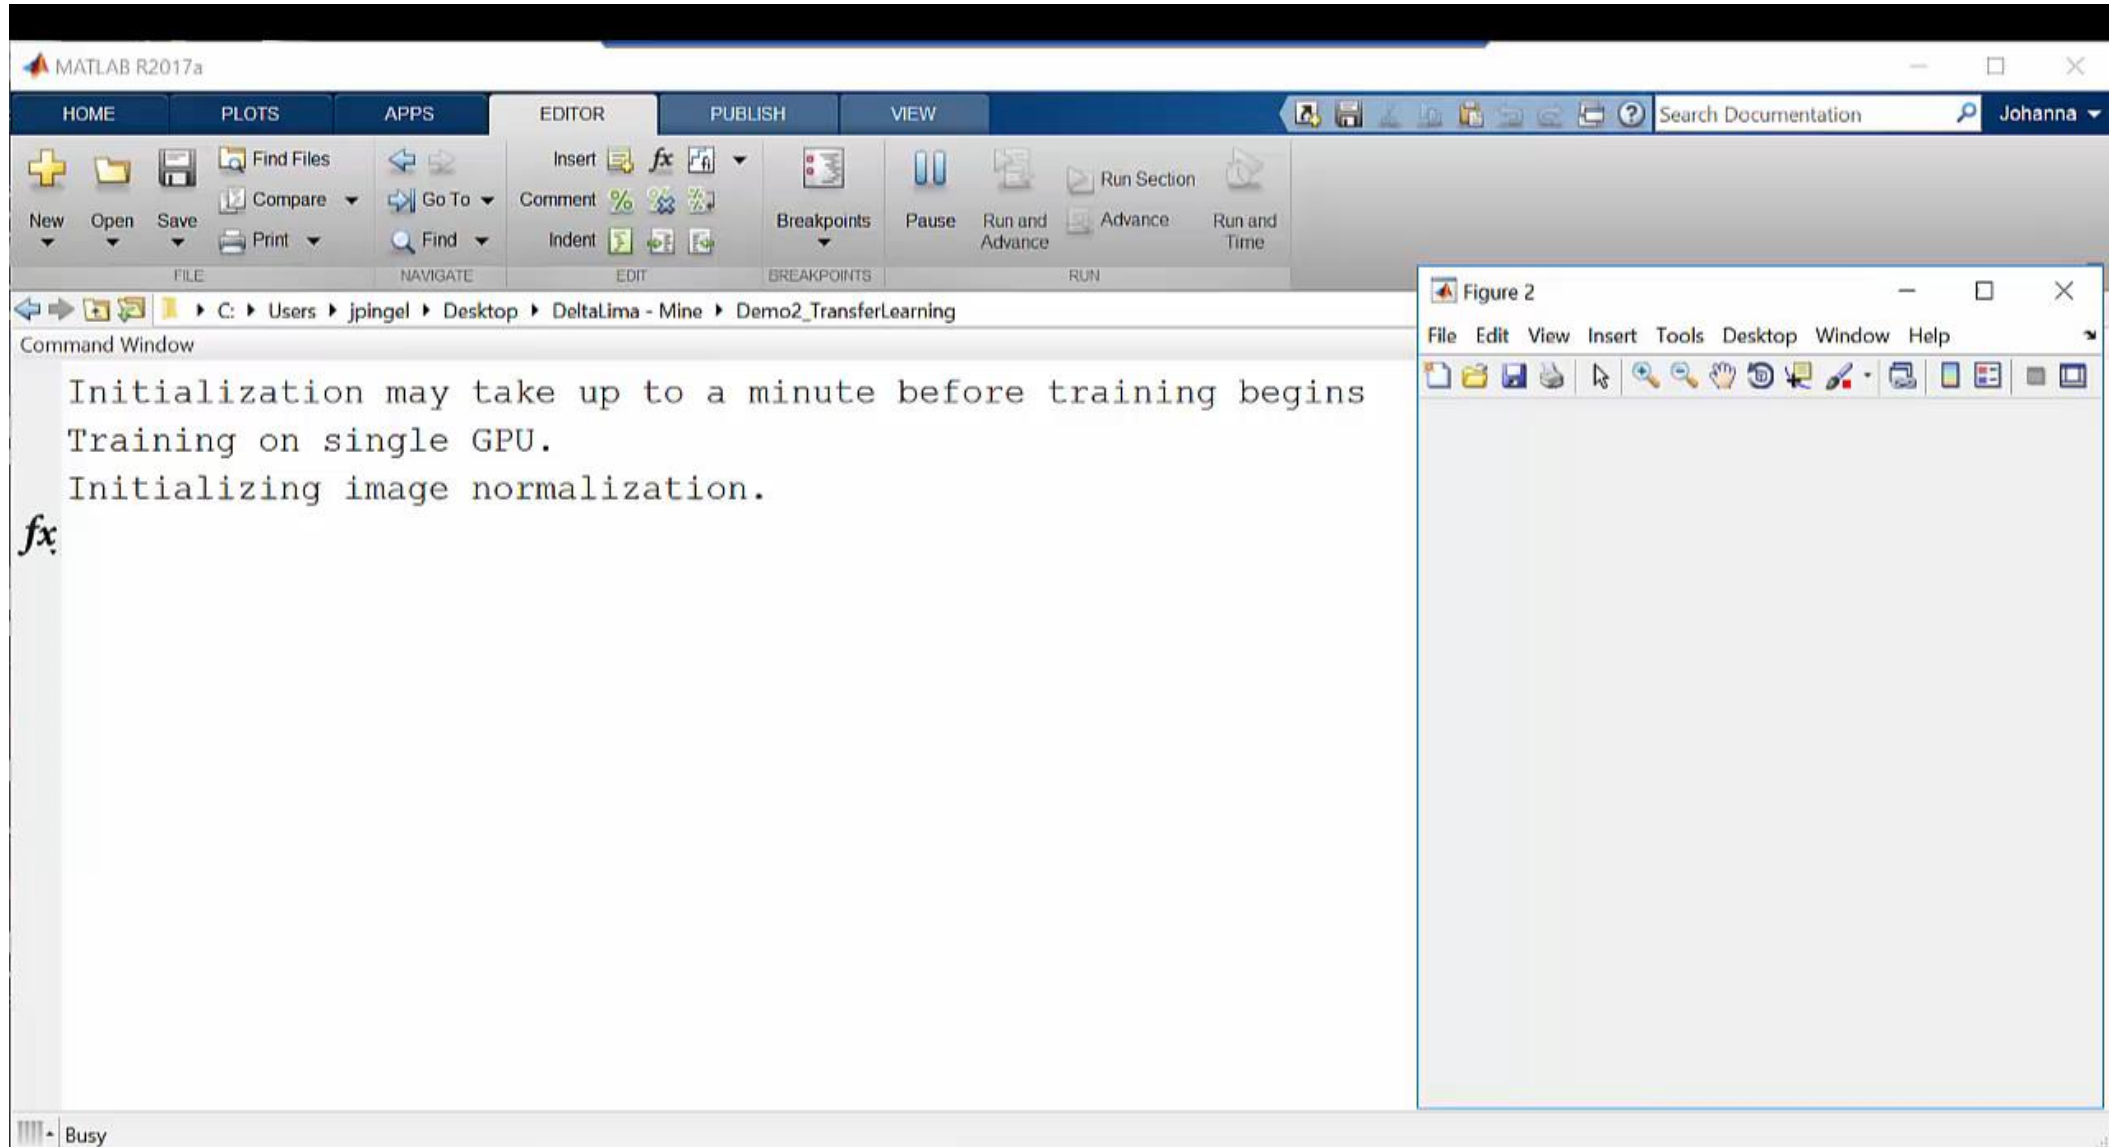 MATLAB R2017a
HOME PLOTS APPS EDITOR PUBLISH VIEW Search Documentation Johanna
New Open Save Find Files Compare Print Go To Find Insert fx Comment Indent Breakpoints Pause Run and Advance Run Section Advance Run and Time
FILE NAVIGATE EDIT BREAKPOINTS RUN
C: Users jpingel Desktop DeltaLima - Mine Demo2_TransferLearning
Command Window
Initialization may take up to a minute before training begins
Training on single GPU.
Initializing image normalization.
fx
Figure 2
File Edit View Insert Tools Desktop Window Help
Busy